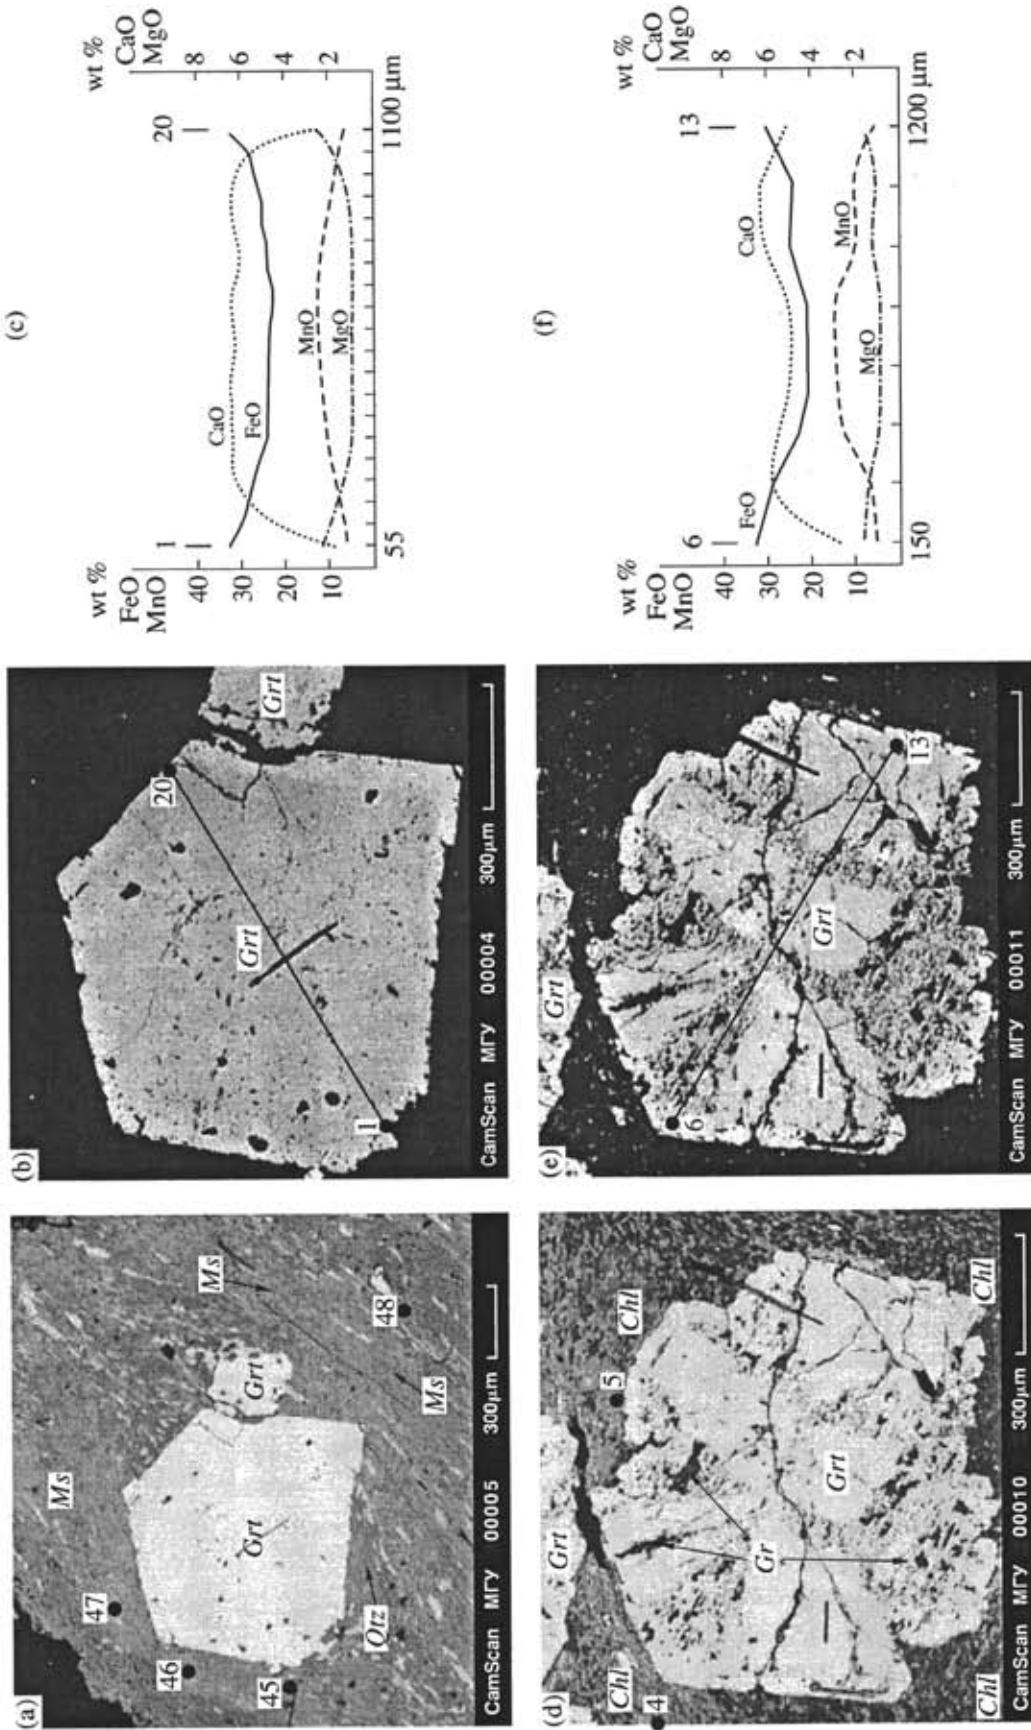 (a)
Ms
47
46
45
Grt
Grt
Ms
48
Ms
Qtz
CamScan МГУ 00005 300μm
(b)
20
Grt
Grt
1
CamScan МГУ 00004 300μm
(c)
wt %
FeO
MnO
40
30
20
10
1
20
CaO
FeO
MnO
MgO
wt %
CaO
MgO
8
6
4
2
55
1100 μm
(d)
Grt
Chl
4
5
Chl
Gr
Grt
Chl
Chl
CamScan МГУ 00010 300μm
(e)
Grt
6
Grt
13
CamScan МГУ 00011 300μm
(f)
wt %
FeO
MnO
40
30
20
10
6
13
FeO
CaO
MnO
MgO
wt %
CaO
MgO
8
6
4
2
150
1200 μm